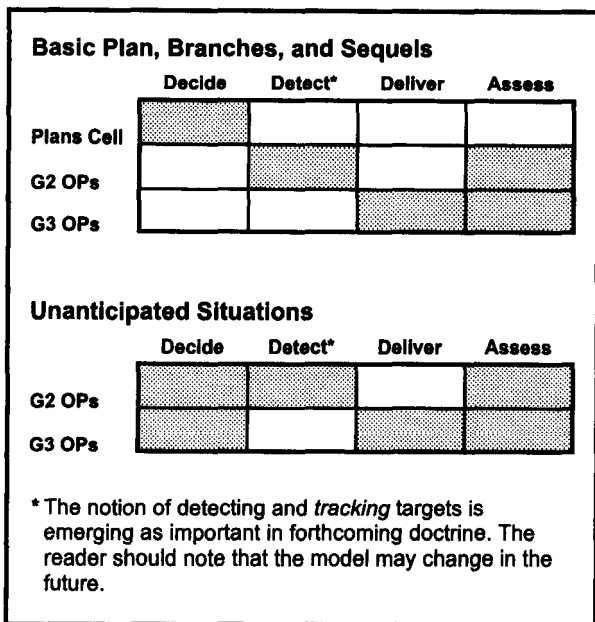 Basic Plan, Branches, and Sequels
Decide Detect* Deliver Assess
Plans Cell
G2 OPs
G3 OPs
Unanticipated Situations
Decide Detect* Deliver Assess
G2 OPs
G3 OPs
* The notion of detecting and tracking targets is
emerging as important in forthcoming doctrine. The
reader should note that the model may change in the
future.